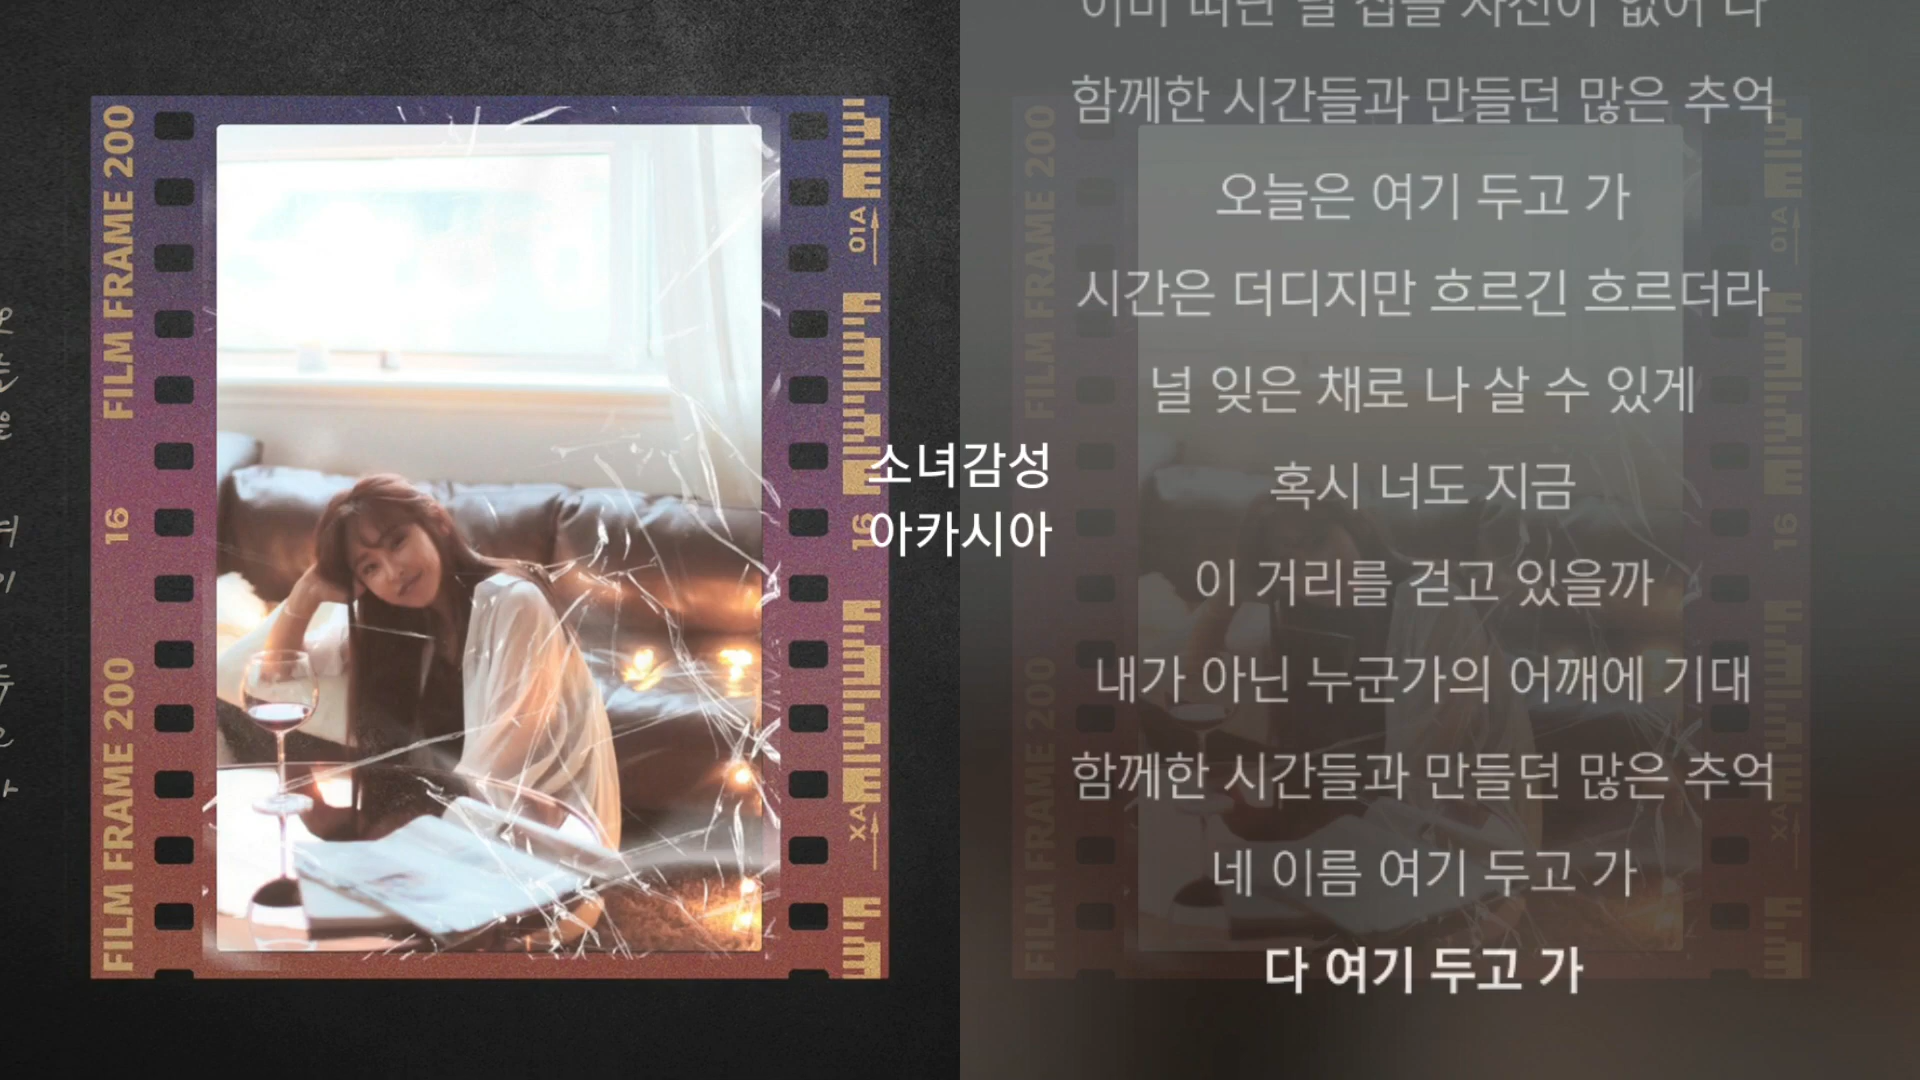 FILM FRAME 200
16
FILM FRAME 200
01A
16
XA
소녀감성
아카시아
함께한 시간들과 만들던 많은 추억
오늘은 여기 두고 가
시간은 더디지만 흐르긴 흐르더라
널 잊은 채로 나 살 수 있게
혹시 너도 지금
이 거리를 걷고 있을까
내가 아닌 누군가의 어깨에 기대
함께한 시간들과 만들던 많은 추억
네 이름 여기 두고 가
다 여기 두고 가